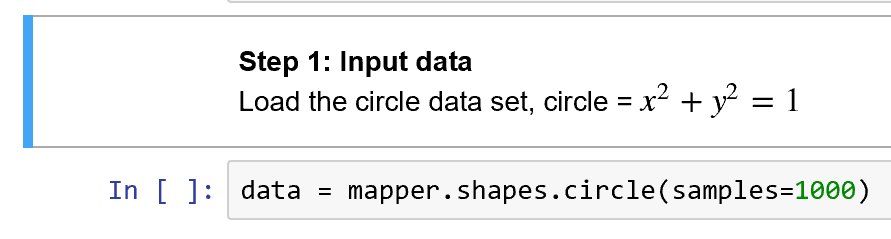 Step 1: Input data
Load the circle data set, circle = x² + y² = 1
In [ ]: data = mapper.shapes.circle(samples=1000)